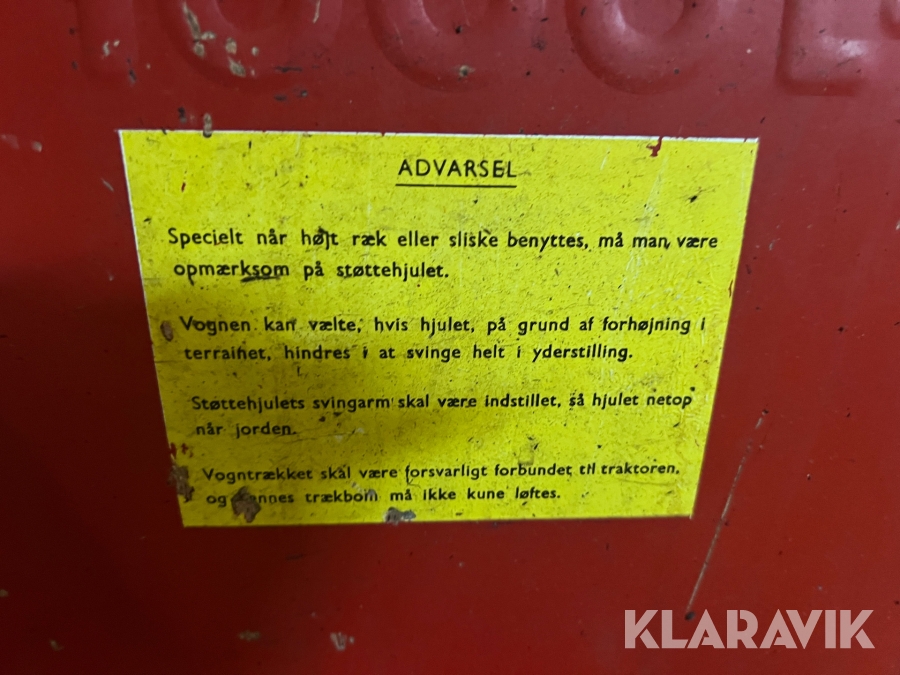 ADVARSEL
Specielt når højt ræk eller sliske benyttes, må man være
opmærksom på støttehjulet.
Vognen kan vælte, hvis hjulet, på grund af forhøjning i
terrainet, hindres i at svinge helt i yderstilling.
Støttehjulets svingarm skal være indstillet, så hjulet netop
når jorden.
Vogntrækket skal være forsvarligt forbundet til traktoren,
og trækbom må ikke kune løftes.
KLARAVIK